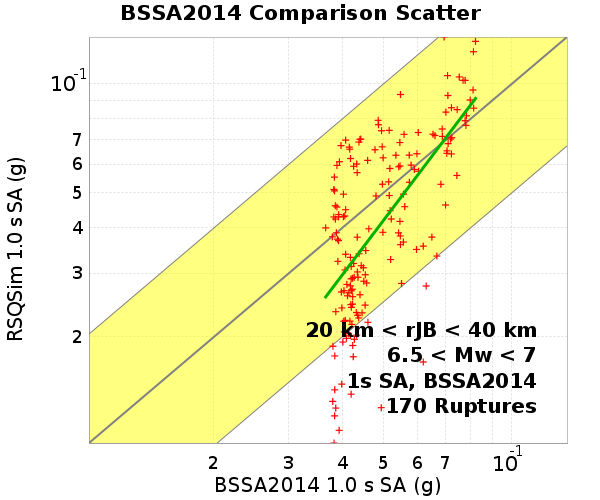 BSSA2014 Comparison Scatter
RSQSim 1.0 s SA (g)
10-1
7
6
5
4
3
2
20 km < rJB < 40 km
6.5 < Mw < 7
1s SA, BSSA2014
170 Ruptures
2 3 4 5 6 7 10-1
BSSA2014 1.0 s SA (g)